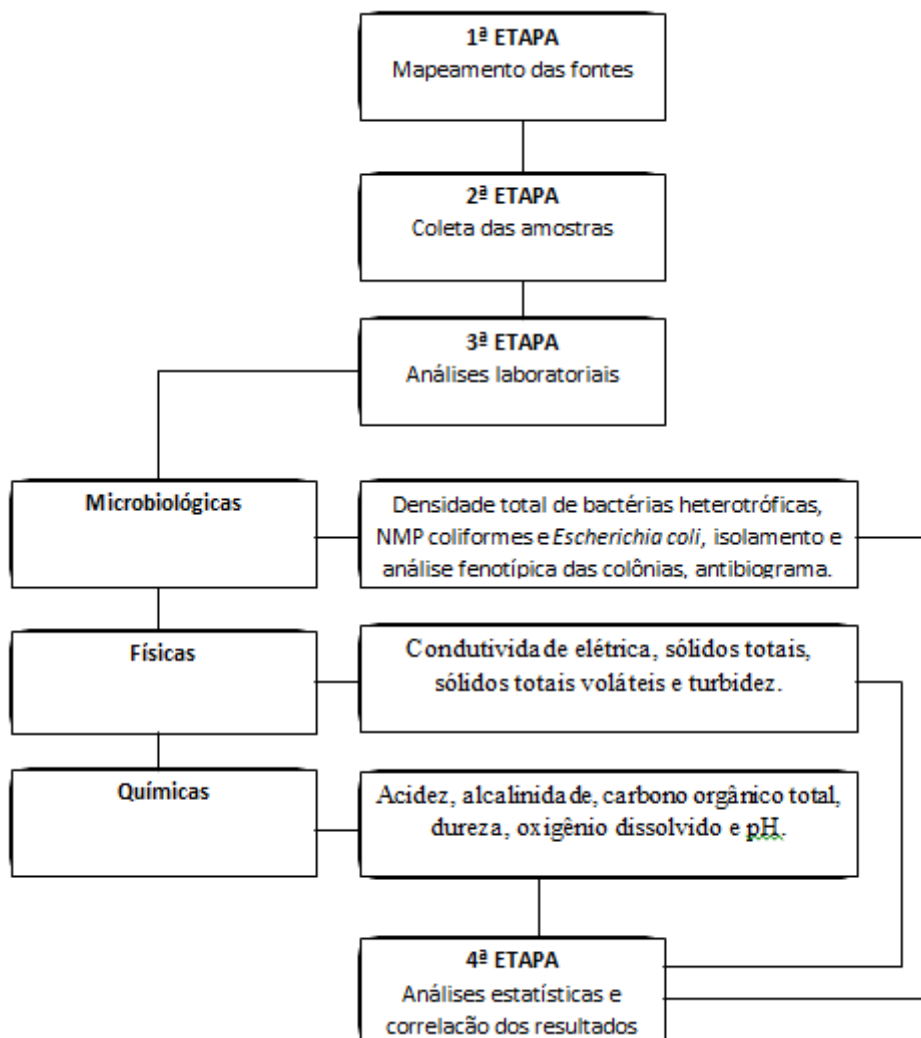 1ª ETAPA
Mapeamento das fontes
2ª ETAPA
Coleta das amostras
3ª ETAPA
Análises laboratoriais
Microbiológicas
Densidade total de bactérias heterotróficas,
NMP coliformes e Escherichia coli, isolamento e
análise fenotípica das colônias, antibiograma.
Físicas
Condutividade elétrica, sólidos totais,
sólidos totais voláteis e turbidez.
Químicas
Acidez, alcalinidade, carbono orgânico total,
dureza, oxigênio dissolvido e pH.
4ª ETAPA
Análises estatísticas e
correlação dos resultados